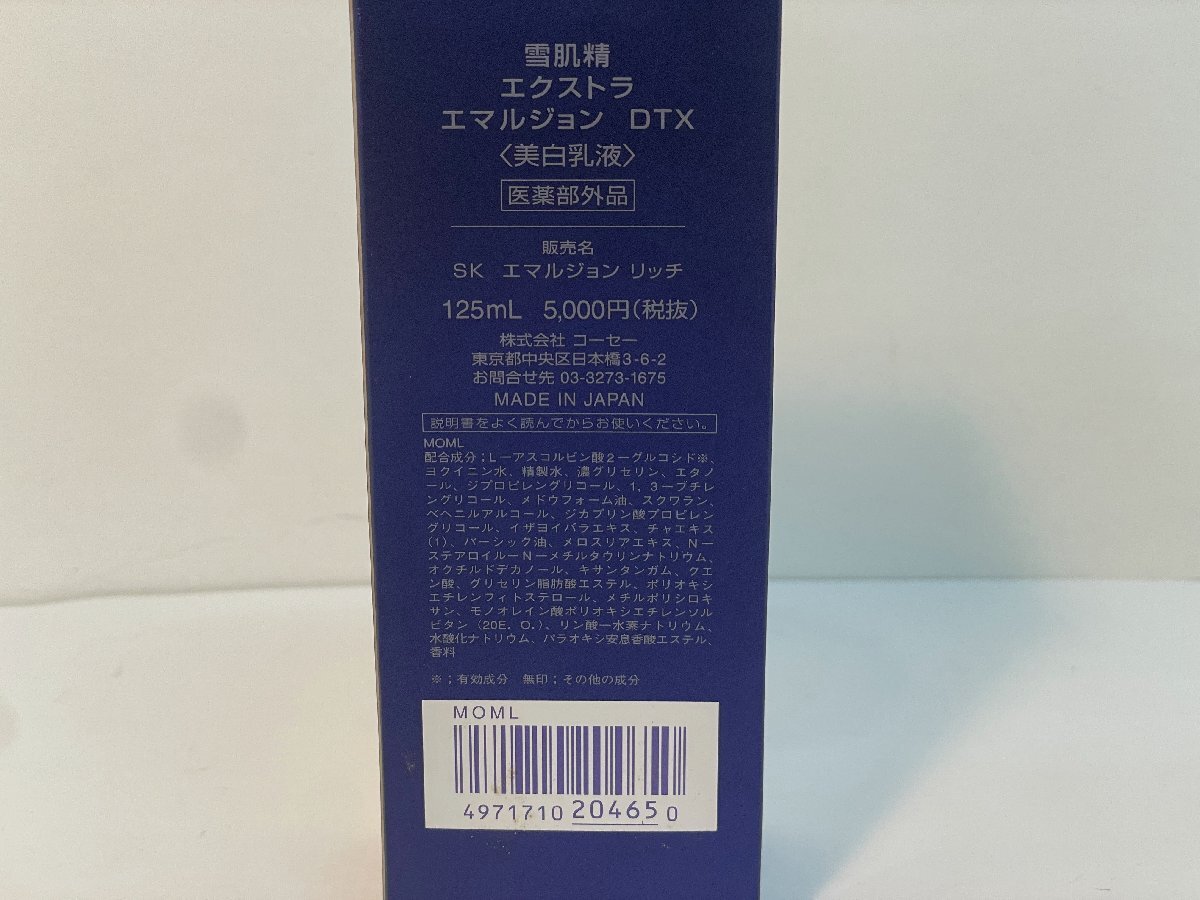 雪肌精
エクストラ
エマルジョン DTX
〈美白乳液〉
医薬部外品
販売名
SK エマルジョン リッチ
125mL 5,000円(税抜)
株式会社 コーセー
東京都中央区日本橋3-6-2
お問合せ先 03-3273-1675
MADE IN JAPAN
説明書をよく読んでからお使いください。
MOML
配合成分;L-アスコルビン酸2-グルコシド※、
ヨクイニン水、精製水、濃グリセリン、エタノ
ール、ジプロピレングリコール、1,3-ブチレ
ングリコール、メドウフォーム油、スクワラン、
ベヘニルアルコール、ジカプリン酸プロピレン
グリコール、イザヨイバラエキス、チャエキス
(1)、パーシック油、メロスリアエキス、N-
ステアロイル-N-メチルタウリンナトリウム、
オクチルドデカノール、キサンタンガム、クエ
ン酸、グリセリン脂肪酸エステル、ポリオキシ
エチレンフィトステロール、メチルポリシロキ
サン、モノオレイン酸ポリオキシエチレンソル
ビタン(20E.O.)、リン酸一水素ナトリウム、
水酸化ナトリウム、パラオキシ安息香酸エステル、
香料
※;有効成分 無印;その他の成分
MOML
4971710 204650